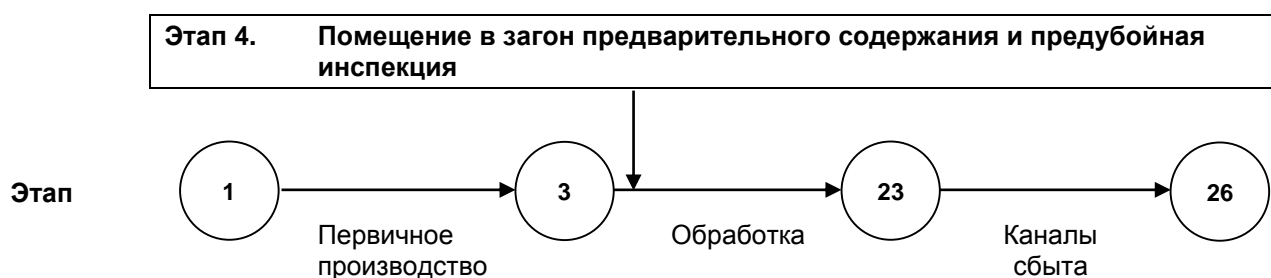 Этап 4. Помещение в загон предварительного содержания и предубойная
инспекция
Этап
1
3
23
26
Первичное
производство
Обработка
Каналы
сбыта